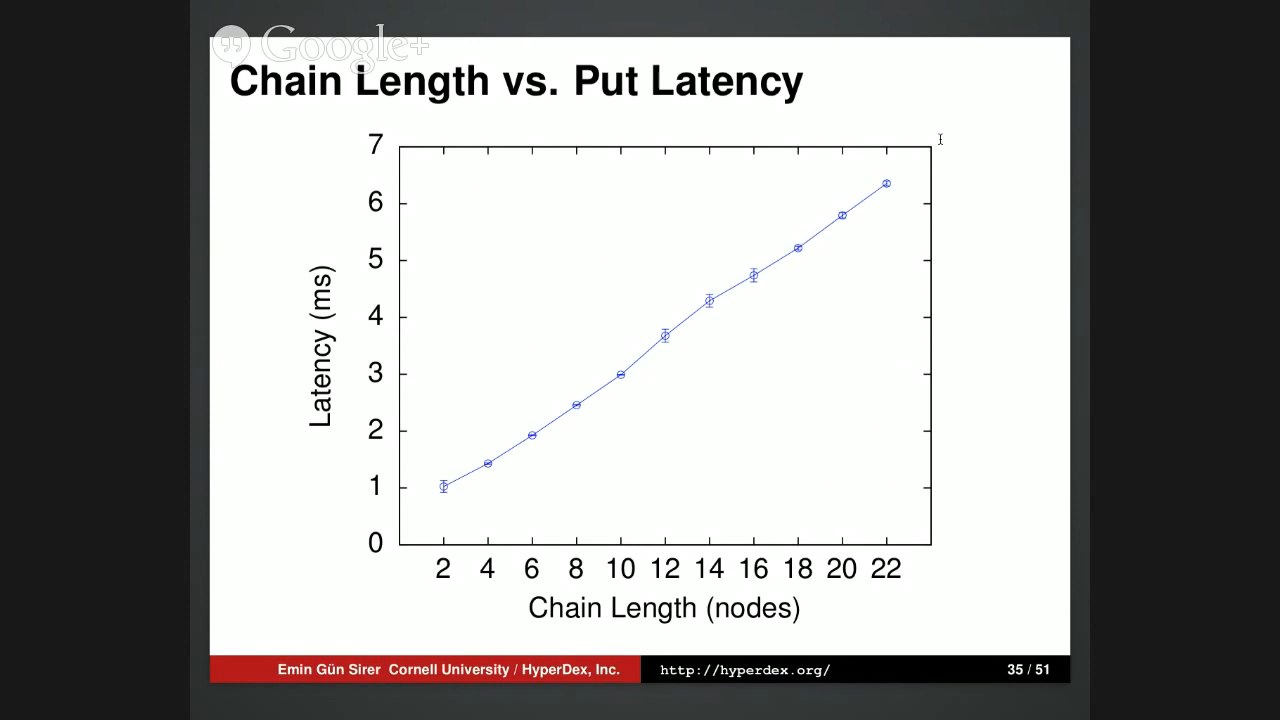 Google+
Chain Length vs. Put Latency
7
6
5
4
3
2
1
0
Latency (ms)
2 4 6 8 10 12 14 16 18 20 22
Chain Length (nodes)
Emin Gün Sirer Cornell University / HyperDex, Inc.
http://hyperdex.org/
35 / 51